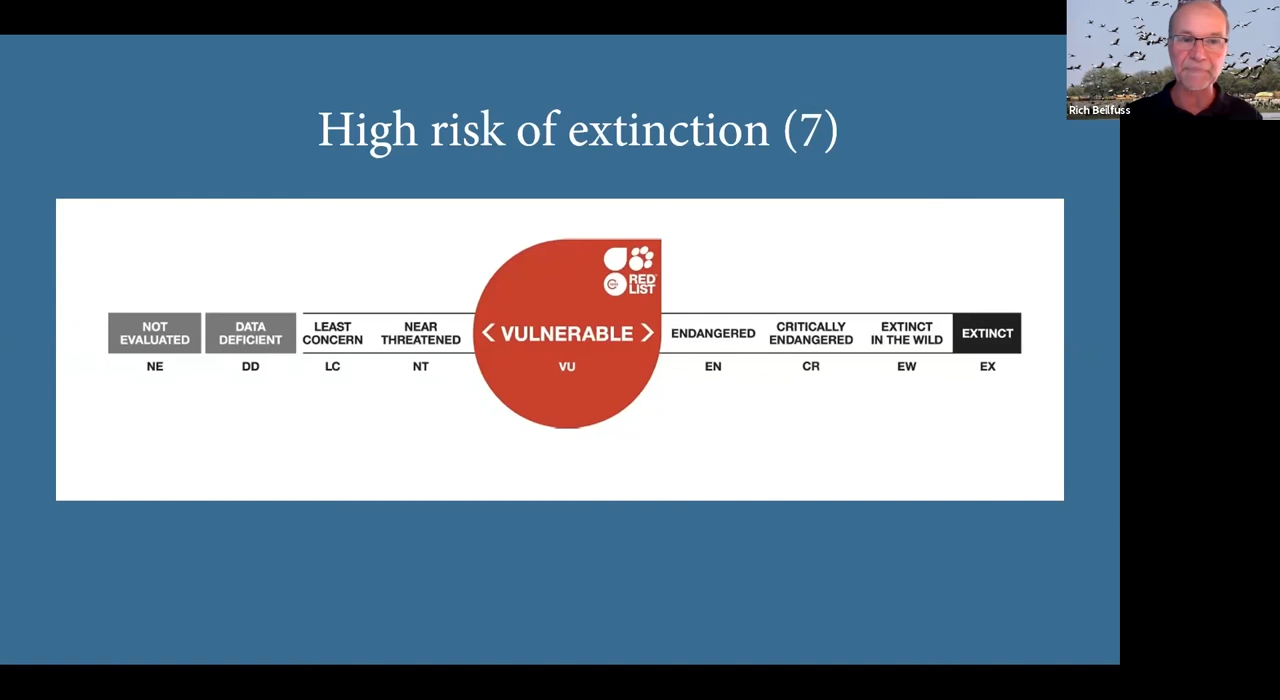 High risk of extinction (7)
Rich Beilfuss
RED
LIST
NOT
EVALUATED
DATA
DEFICIENT
LEAST
CONCERN
NEAR
THREATENED
< VULNERABLE >
ENDANGERED
CRITICALLY
ENDANGERED
EXTINCT
IN THE WILD
EXTINCT
NE
DD
LC
NT
VU
EN
CR
EW
EX